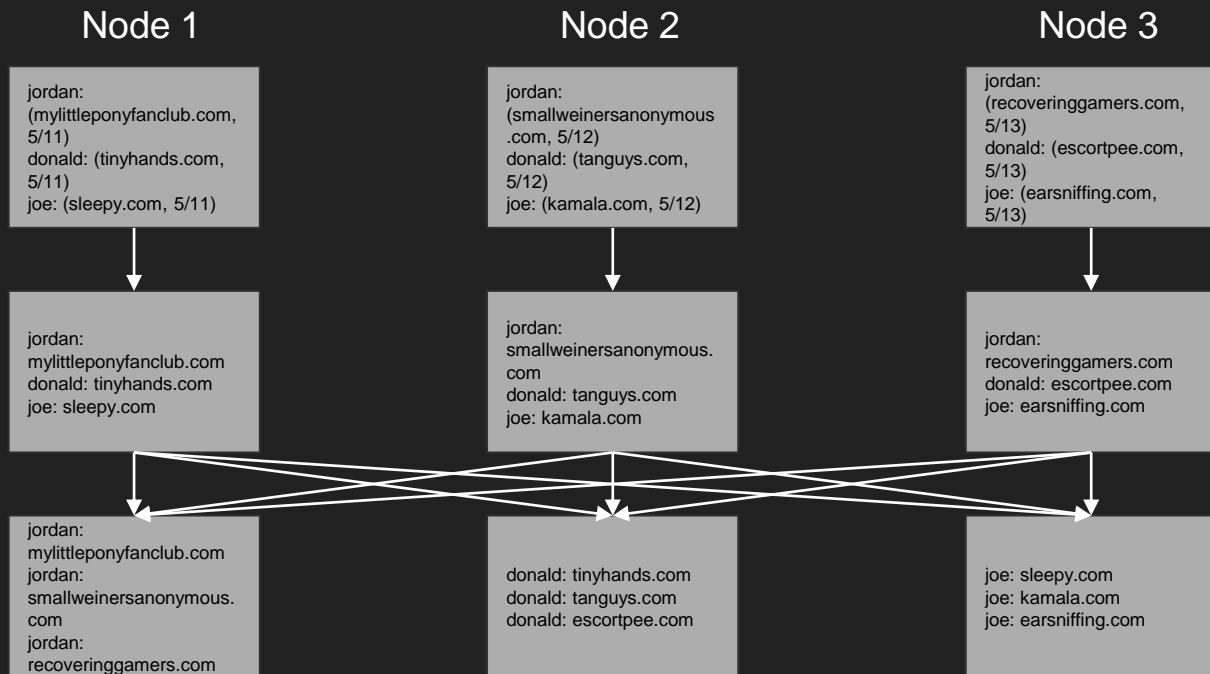 Node 1
Node 2
Node 3
jordan:
(mylittleponyfanclub.com,
5/11)
donald: (tinyhands.com,
5/11)
joe: (sleepy.com, 5/11)
jordan:
(smallweinersanonymous
.com, 5/12)
donald: (tanguys.com,
5/12)
joe: (kamala.com, 5/12)
jordan:
(recoveringgamers.com,
5/13)
donald: (escortpee.com,
5/13)
joe: (earsniffing.com,
5/13)
jordan:
mylittleponyfanclub.com
donald: tinyhands.com
joe: sleepy.com
jordan:
smallweinersanonymous.
com
donald: tanguys.com
joe: kamala.com
jordan:
recoveringgamers.com
donald: escortpee.com
joe: earsniffing.com
jordan:
mylittleponyfanclub.com
jordan:
smallweinersanonymous.
com
jordan:
recoveringgamers.com
donald: tinyhands.com
donald: tanguys.com
donald: escortpee.com
joe: sleepy.com
joe: kamala.com
joe: earsniffing.com